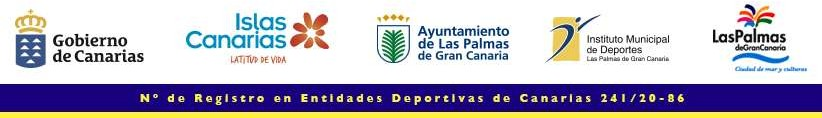 Gobierno
de Canarias
Islas
Canarias
LATITUD DE VIDA
Ayuntamiento
de Las Palmas
de Gran Canaria
Instituto Municipal
de Deportes
Las Palmas de Gran Canaria
LasPalmas
deGranCanaria
Ciudad de mar y culturas
Nº de Registro en Entidades Deportivas de Canarias 241/20-86